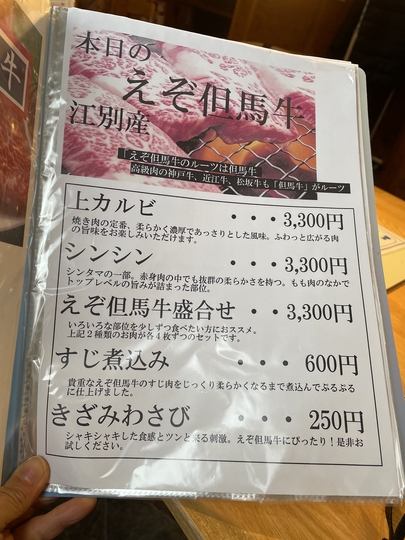 牛
本日の
えぞ但馬牛
江別産
「えぞ但馬牛のルーツは但馬牛
高級肉の神戸牛、近江牛、松坂牛も「但馬牛」がルーツ
上カルビ ・・・3,300円
焼き肉の定番、柔らかく濃厚であっさりとした風味。ふわっと広がる肉
の旨味をお楽しみいただけます。
シンシン ・・・3,300円
シンタマの一部。赤身肉の中でも抜群の柔らかさを持つ。もも肉のなかで
トップレベルの旨みが詰まった部位。
えぞ但馬牛盛合せ ・・3,300円
いろいろな部位を少しずつ食べたい方におススメ。
上記2種類のお肉が各4枚ずつのセットです。
すじ煮込み ・・・ 600円
貴重なえぞ但馬牛のすじ肉をじっくり柔らかくなるまで煮込んでぷるぷる
に仕上げました。
きざみわさび ・・・ 250円
シャキシャキした食感とツンと来る刺激。えぞ但馬牛にぴったり！是非お
試しください。